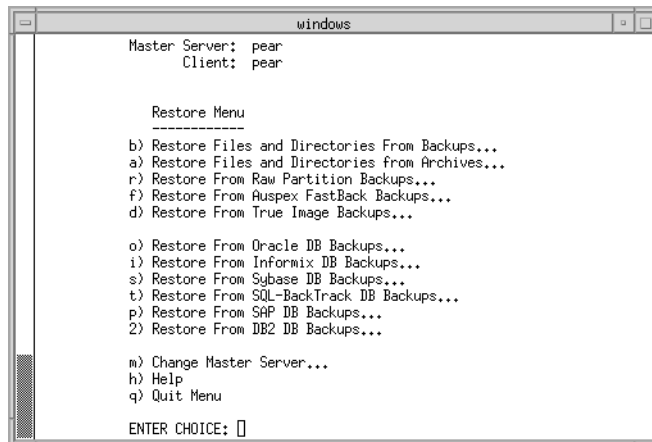 windows
Master Server: pear
Client: pear
Restore Menu
------------
b) Restore Files and Directories From Backups...
a) Restore Files and Directories from Archives...
r) Restore From Raw Partition Backups...
f) Restore From Auspex FastBack Backups...
d) Restore From True Image Backups...
o) Restore From Oracle DB Backups...
i) Restore From Informix DB Backups...
s) Restore From Sybase DB Backups...
t) Restore From SQL-BackTrack DB Backups...
p) Restore From SAP DB Backups...
2) Restore From DB2 DB Backups...
m) Change Master Server...
h) Help
q) Quit Menu
ENTER CHOICE: